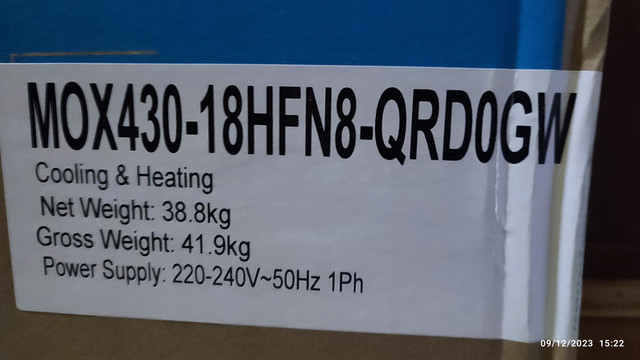 MOX430-18HFN8-QRD0GW
Cooling & Heating
Net Weight: 38.8kg
Gross Weight: 41.9kg
Power Supply: 220-240V~50Hz 1Ph
09/12/2023 15:22